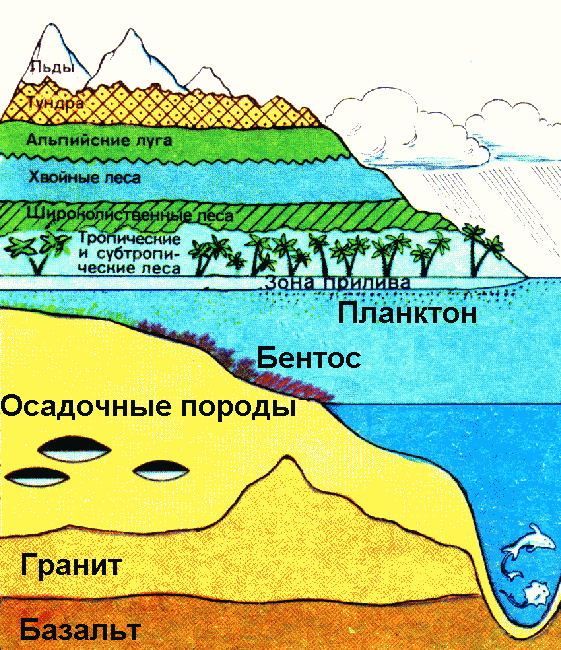 Льды
Тундра
Альпийские луга
Хвойные леса
Широколиственные леса
Тропические
и субтропи-
ческие леса
Зона прилива
Планктон
Бентос
Осадочные породы
Гранит
Базальт